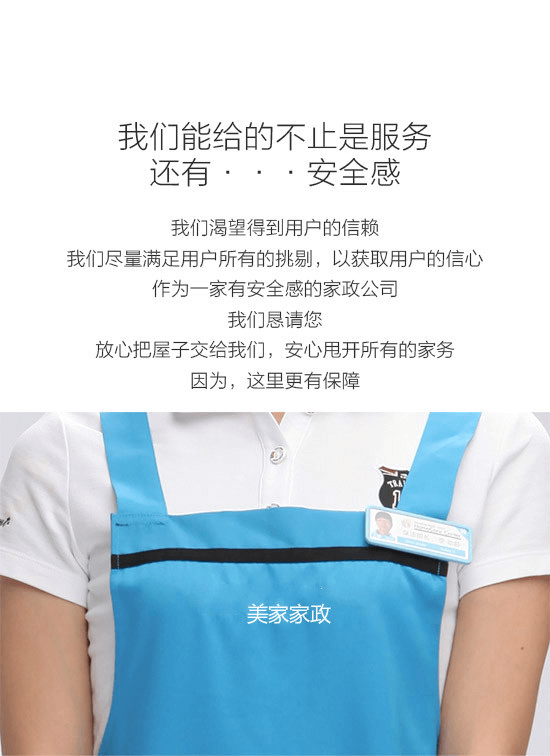 我们能给的不止是服务
还有···安全感
我们渴望得到用户的信赖
我们尽量满足用户所有的挑剔，以获取用户的信心
作为一家有安全感的家政公司
我们恳请您
放心把屋子交给我们，安心甩开所有的家务
因为，这里更有保障
美家家政